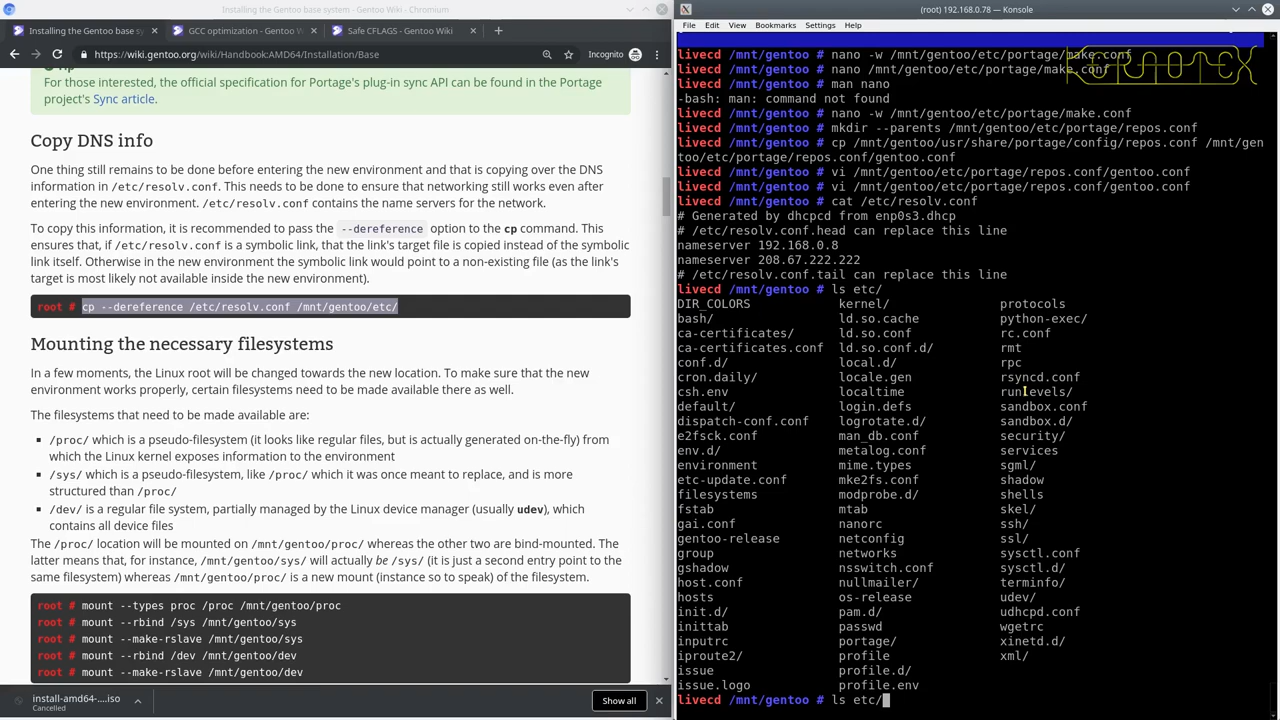 Installing the Gentoo base system - Gentoo Wiki - Chromium
Installing the Gentoo base sy
GCC optimization - Gentoo W
Safe CFLAGS - Gentoo Wiki
https://wiki.gentoo.org/wiki/Handbook:AMD64/Installation/Base
Incognito
For those interested, the official specification for Portage's plug-in sync API can be found in the Portage
project's Sync article.
Copy DNS info
One thing still remains to be done before entering the new environment and that is copying over the DNS
information in /etc/resolv.conf. This needs to be done to ensure that networking still works even after
entering the new environment. /etc/resolv.conf contains the name servers for the network.
To copy this information, it is recommended to pass the --dereference option to the cp command. This
ensures that, if /etc/resolv.conf is a symbolic link, that the link's target file is copied instead of the symbolic
link itself. Otherwise in the new environment the symbolic link would point to a non-existing file (as the link's
target is most likely not available inside the new environment).
root # cp --dereference /etc/resolv.conf /mnt/gentoo/etc/
Mounting the necessary filesystems
In a few moments, the Linux root will be changed towards the new location. To make sure that the new
environment works properly, certain filesystems need to be made available there as well.
The filesystems that need to be made available are:
/proc/ which is a pseudo-filesystem (it looks like regular files, but is actually generated on-the-fly) from
which the Linux kernel exposes information to the environment
/sys/ which is a pseudo-filesystem, like /proc/ which it was once meant to replace, and is more
structured than /proc/
/dev/ is a regular file system, partially managed by the Linux device manager (usually udev), which
contains all device files
The /proc/ location will be mounted on /mnt/gentoo/proc/ whereas the other two are bind-mounted. The
latter means that, for instance, /mnt/gentoo/sys/ will actually be /sys/ (it is just a second entry point to the
same filesystem) whereas /mnt/gentoo/proc/ is a new mount (instance so to speak) of the filesystem.
root # mount --types proc /proc /mnt/gentoo/proc
root # mount --rbind /sys /mnt/gentoo/sys
root # mount --make-rslave /mnt/gentoo/sys
root # mount --rbind /dev /mnt/gentoo/dev
root # mount --make-rslave /mnt/gentoo/dev
install-amd64-....iso
Cancelled
Show all
(root) 192.168.0.78 — Konsole
File Edit View Bookmarks Settings Help
KERNOTEX
livecd /mnt/gentoo # nano -w /mnt/gentoo/etc/portage/make.conf
livecd /mnt/gentoo # nano /mnt/gentoo/etc/portage/make.conf
livecd /mnt/gentoo # man nano
-bash: man: command not found
livecd /mnt/gentoo # nano -w /mnt/gentoo/etc/portage/make.conf
livecd /mnt/gentoo # mkdir --parents /mnt/gentoo/etc/portage/repos.conf
livecd /mnt/gentoo # cp /mnt/gentoo/usr/share/portage/config/repos.conf /mnt/gen
too/etc/portage/repos.conf/gentoo.conf
livecd /mnt/gentoo # vi /mnt/gentoo/etc/portage/repos.conf/gentoo.conf
livecd /mnt/gentoo # vi /mnt/gentoo/etc/portage/repos.conf/gentoo.conf
livecd /mnt/gentoo # cat /etc/resolv.conf
# Generated by dhcpcd from enp0s3.dhcp
# /etc/resolv.conf.head can replace this line
nameserver 192.168.0.8
nameserver 208.67.222.222
# /etc/resolv.conf.tail can replace this line
livecd /mnt/gentoo # ls etc/
DIR_COLORS kernel/ protocols
bash/ ld.so.cache python-exec/
ca-certificates/ ld.so.conf rc.conf
ca-certificates.conf ld.so.conf.d/ rmt
conf.d/ local.d/ rpc
cron.daily/ locale.gen rsyncd.conf
csh.env localtime runlevels/
default/ login.defs sandbox.conf
dispatch-conf.conf logrotate.d/ sandbox.d/
e2fsck.conf man_db.conf security/
env.d/ metalog.conf services
environment mime.types sgml/
etc-update.conf mke2fs.conf shadow
filesystems modprobe.d/ shells
fstab mtab skel/
gai.conf nanorc ssh/
gentoo-release netconfig ssl/
group networks sysctl.conf
gshadow nsswitch.conf sysctl.d/
host.conf nullmailer/ terminfo/
hosts os-release udev/
init.d/ pam.d/ udhcpd.conf
inittab passwd wgetrc
inputrc portage/ xinetd.d/
iproute2/ profile xml/
issue profile.d/
issue.logo profile.env
livecd /mnt/gentoo # ls etc/